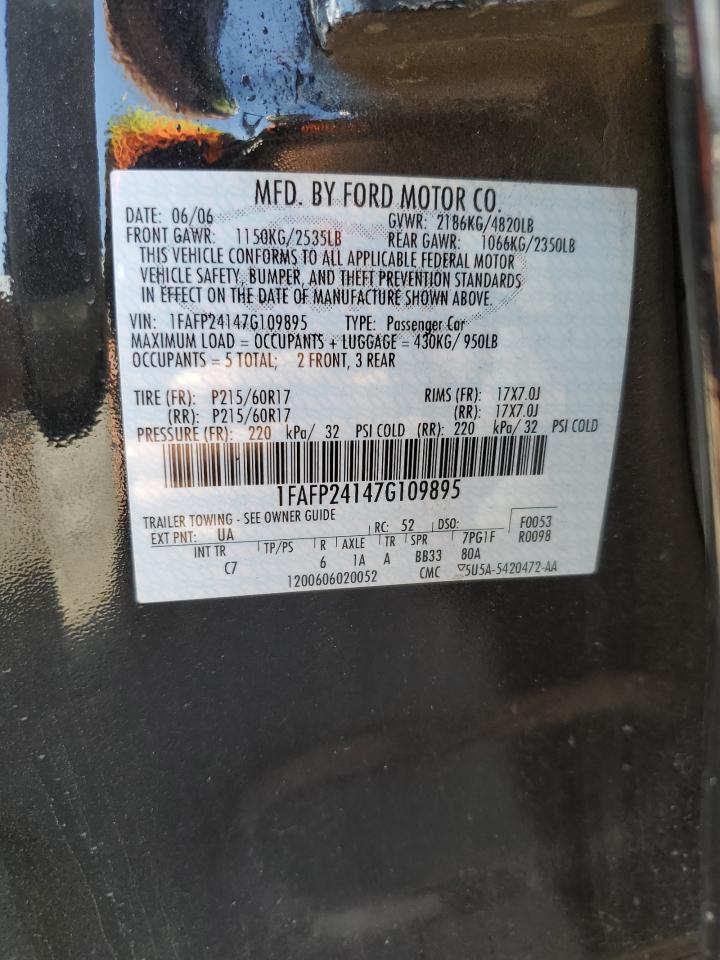 MFD. BY FORD MOTOR CO.
DATE: 06/06 GVWR: 2186KG/4820LB
FRONT GAWR: 1150KG/2535LB REAR GAWR: 1066KG/2350LB
THIS VEHICLE CONFORMS TO ALL APPLICABLE FEDERAL MOTOR
VEHICLE SAFETY, BUMPER, AND THEFT PREVENTION STANDARDS
IN EFFECT ON THE DATE OF MANUFACTURE SHOWN ABOVE.
VIN: 1FAFP24147G109895 TYPE: Passenger Car
MAXIMUM LOAD = OCCUPANTS + LUGGAGE = 430KG/ 950LB
OCCUPANTS = 5 TOTAL; 2 FRONT, 3 REAR
TIRE (FR): P215/60R17 RIMS (FR): 17X7.0J
(RR): P215/60R17 (RR): 17X7.0J
PRESSURE (FR): 220 kPa/ 32 PSI COLD (RR): 220 kPa/ 32 PSI COLD
1FAFP24147G109895
TRAILER TOWING - SEE OWNER GUIDE
EXT PNT: UA RC: 52 DSO: F0053
INT TR TP/PS R AXLE TR SPR 7PG1F R0098
C7 6 1A A BB33 80A
1200606020052 CMC ▽5U5A-5420472-AA